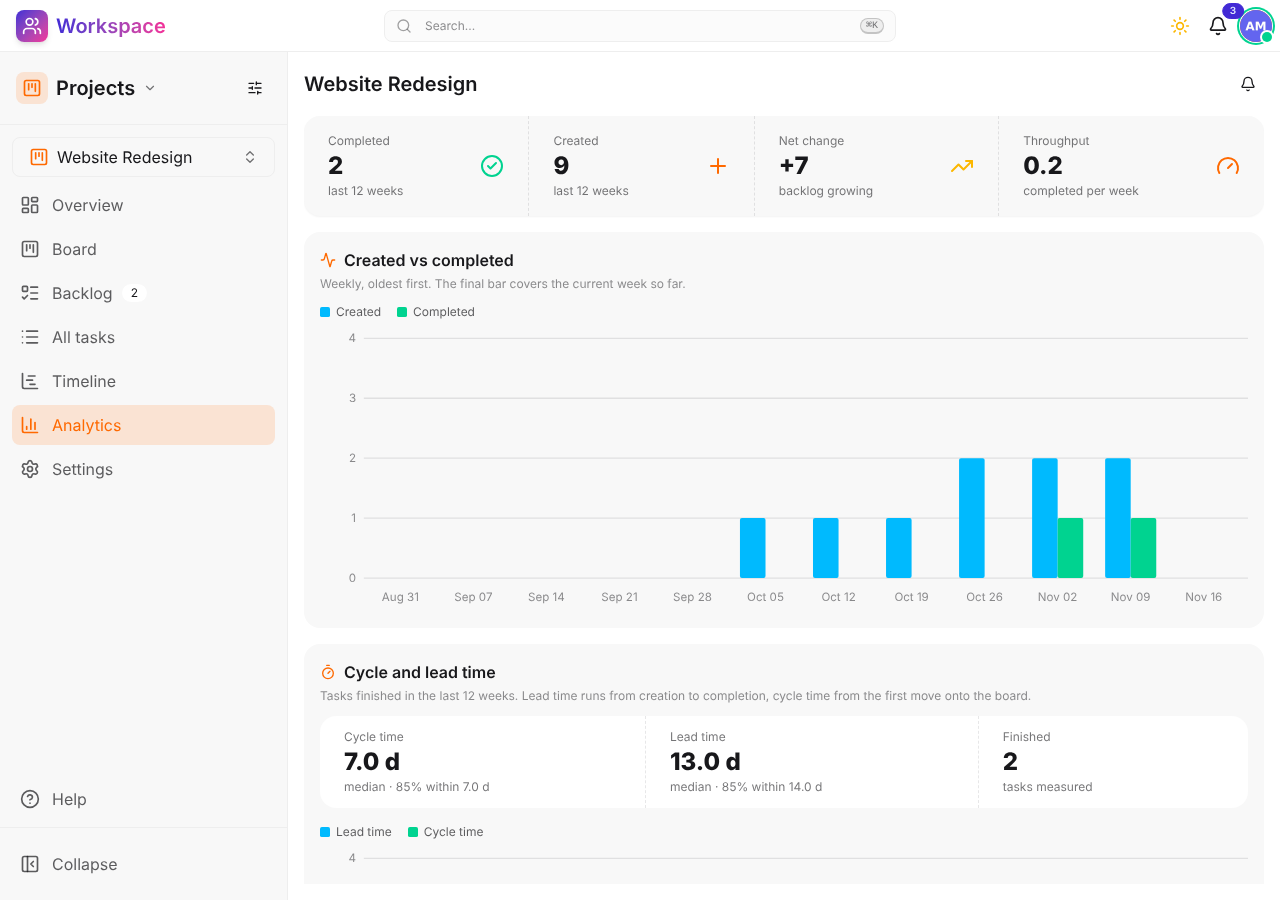 Workspace
Search...
⌘K
3
AM
Projects
Website Redesign
Overview
Board
Backlog 2
All tasks
Timeline
Analytics
Settings
Help
Collapse
Website Redesign
Completed
2
last 12 weeks
Created
9
last 12 weeks
Net change
+7
backlog growing
Throughput
0.2
completed per week
Created vs completed
Weekly, oldest first. The final bar covers the current week so far.
Created Completed
4
3
2
1
0
Aug 31 Sep 07 Sep 14 Sep 21 Sep 28 Oct 05 Oct 12 Oct 19 Oct 26 Nov 02 Nov 09 Nov 16
Cycle and lead time
Tasks finished in the last 12 weeks. Lead time runs from creation to completion, cycle time from the first move onto the board.
Cycle time
7.0 d
median · 85% within 7.0 d
Lead time
13.0 d
median · 85% within 14.0 d
Finished
2
tasks measured
Lead time Cycle time
4